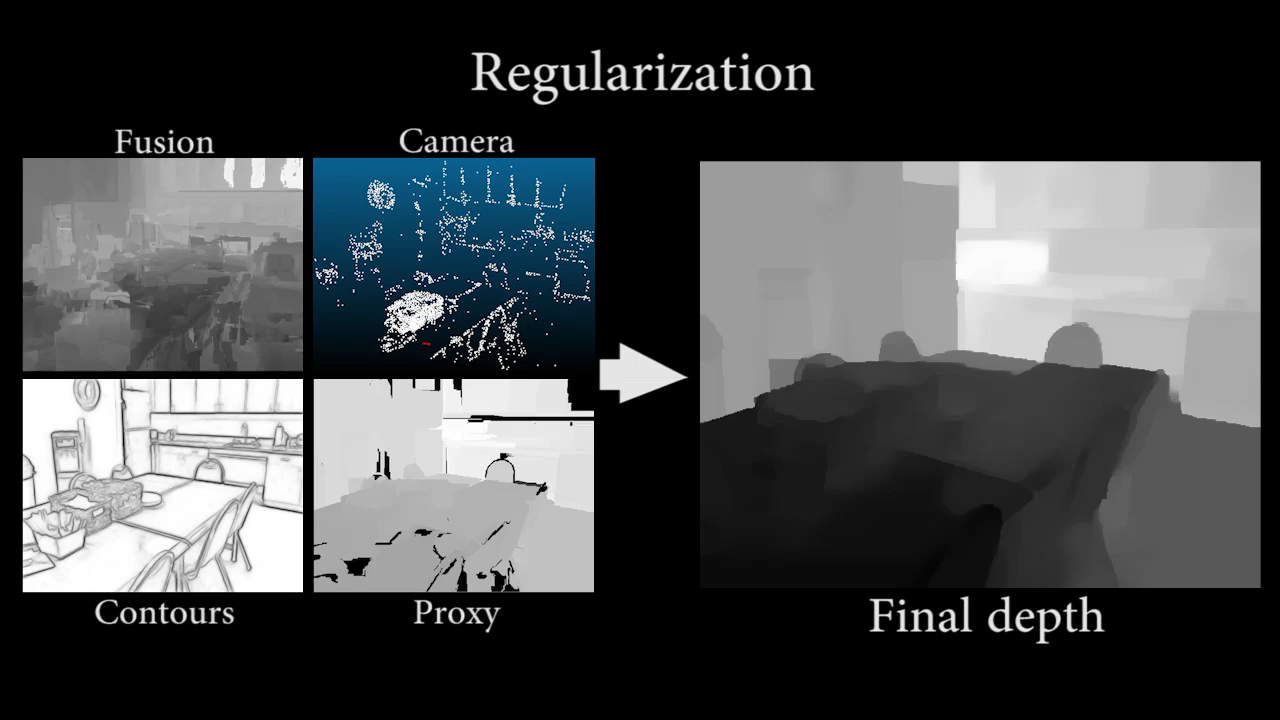 Regularization
Fusion
Camera
Contours
Proxy
Final depth